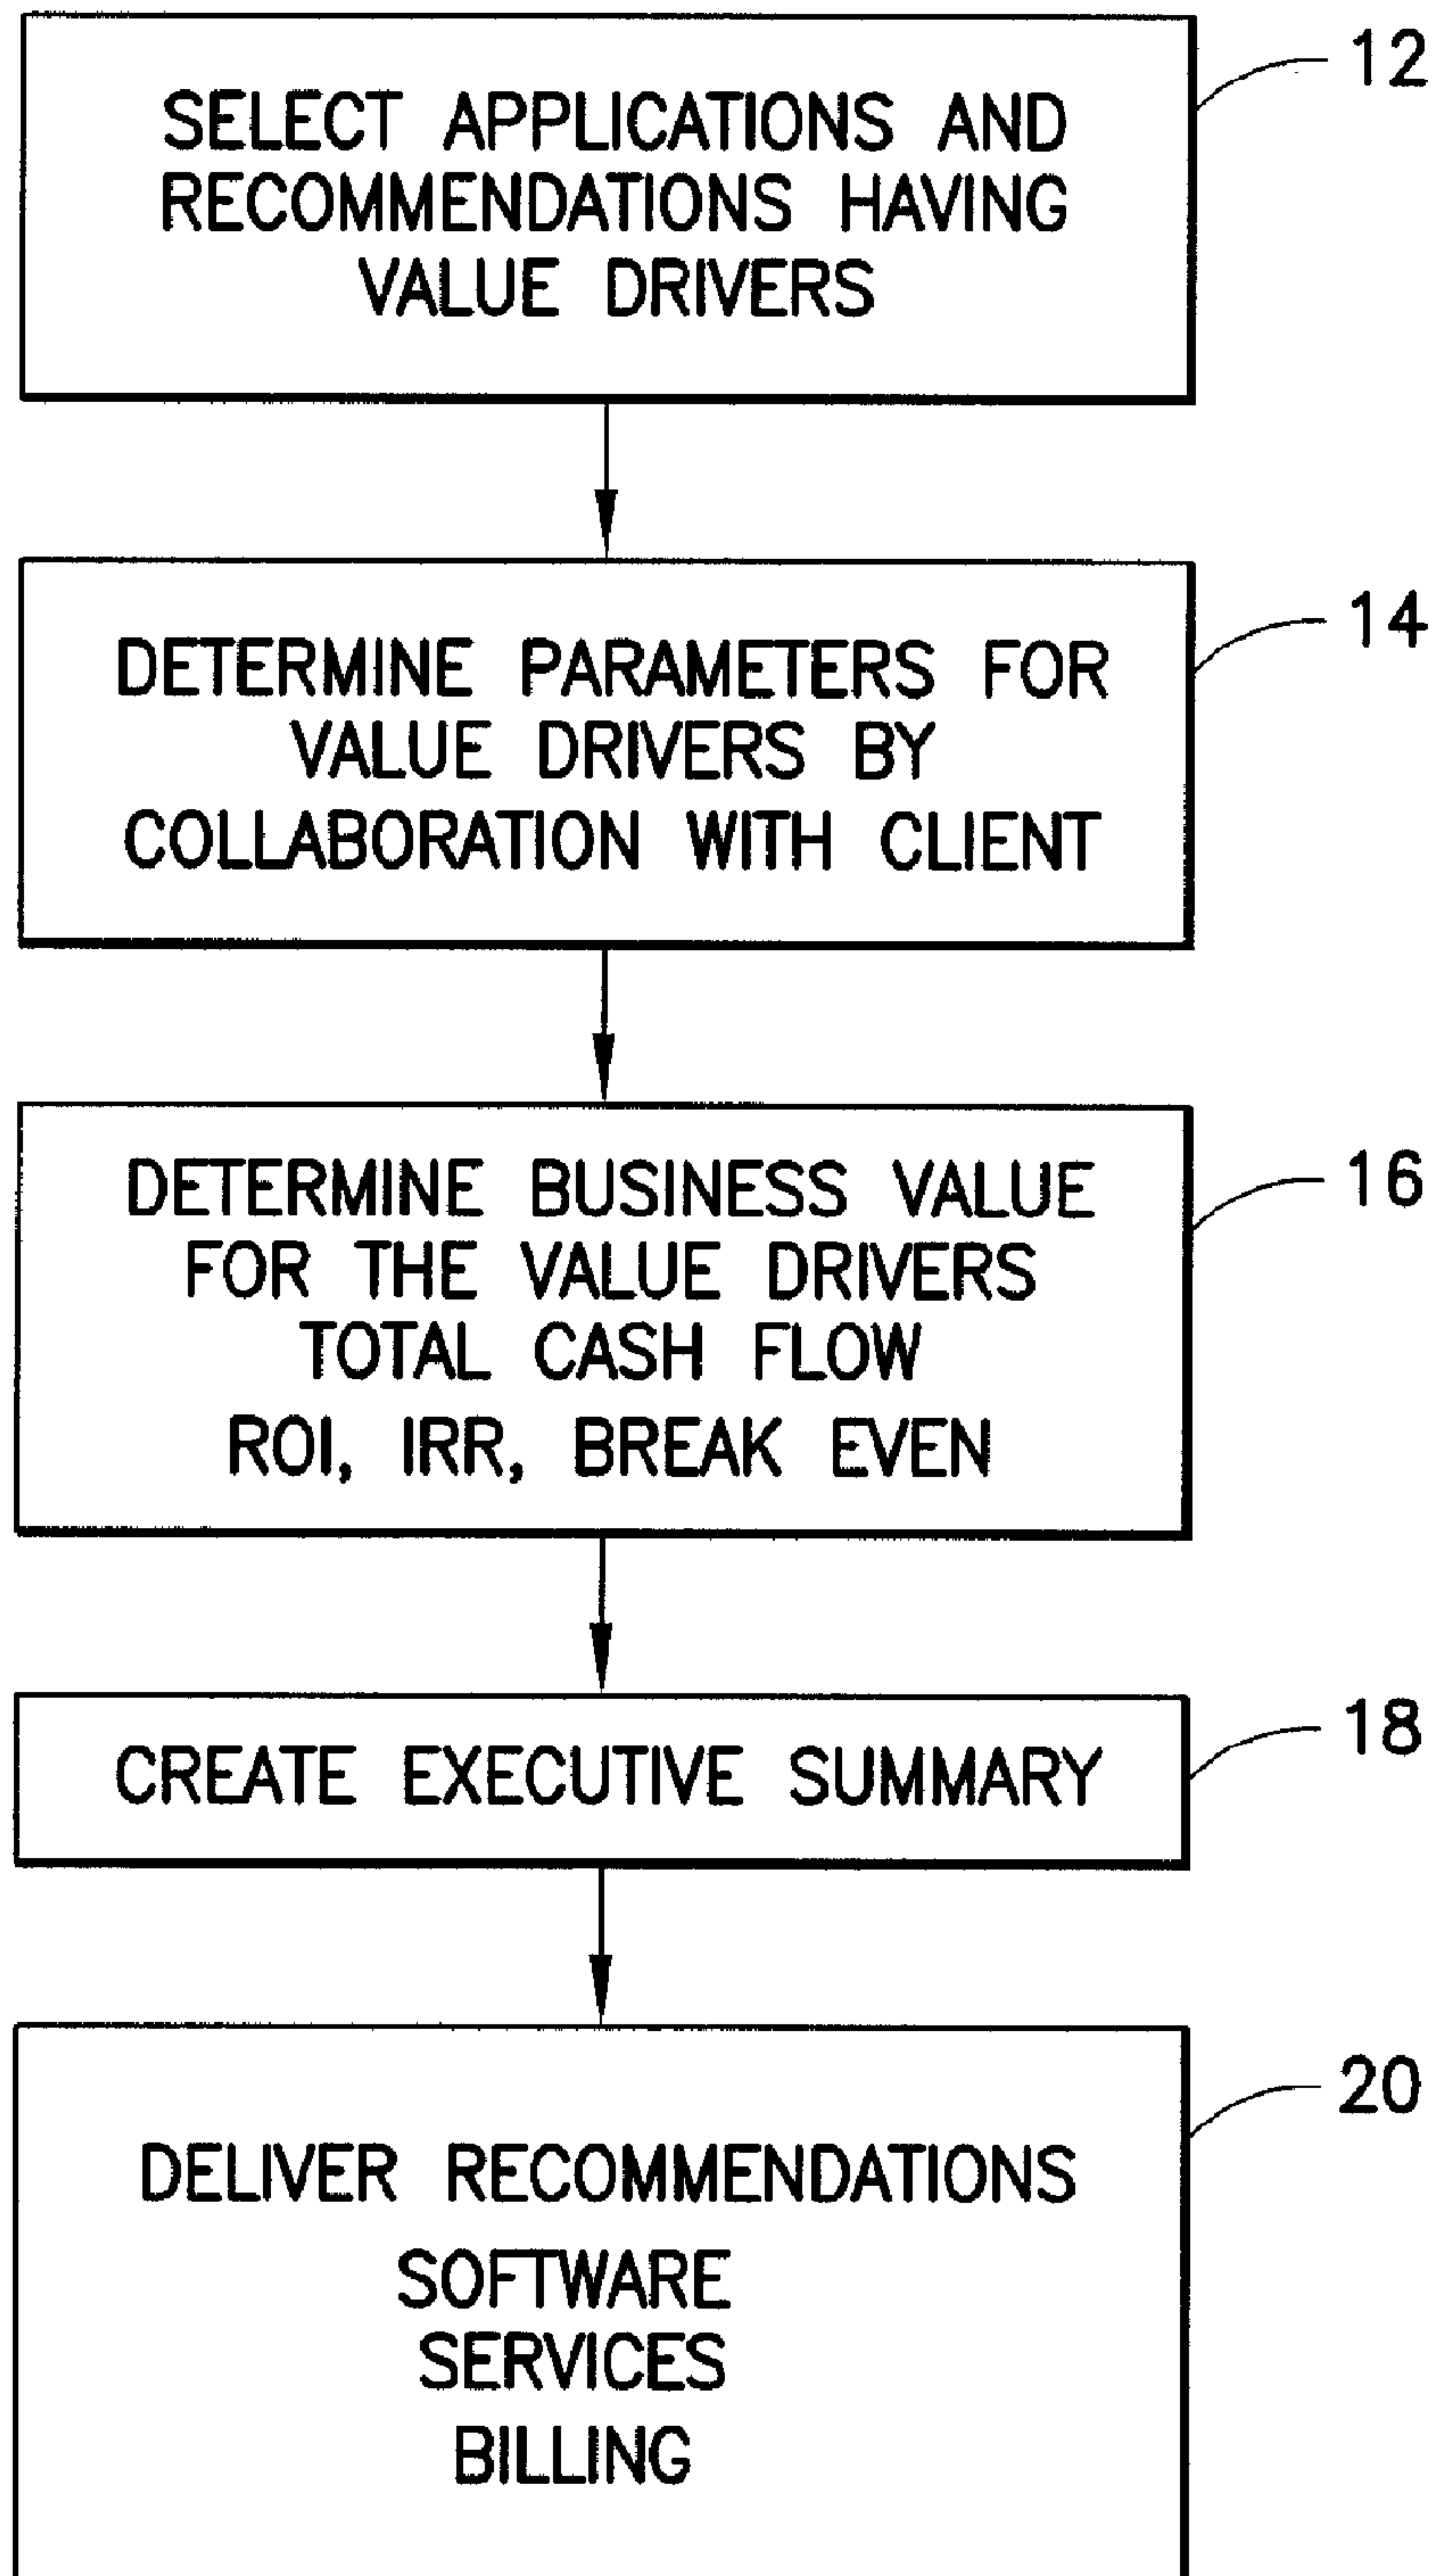 12
SELECT APPLICATIONS AND
RECOMMENDATIONS HAVING
VALUE DRIVERS
14
DETERMINE PARAMETERS FOR
VALUE DRIVERS BY
COLLABORATION WITH CLIENT
16
DETERMINE BUSINESS VALUE
FOR THE VALUE DRIVERS
TOTAL CASH FLOW
ROI, IRR, BREAK EVEN
18
CREATE EXECUTIVE SUMMARY
20
DELIVER RECOMMENDATIONS
SOFTWARE
SERVICES
BILLING